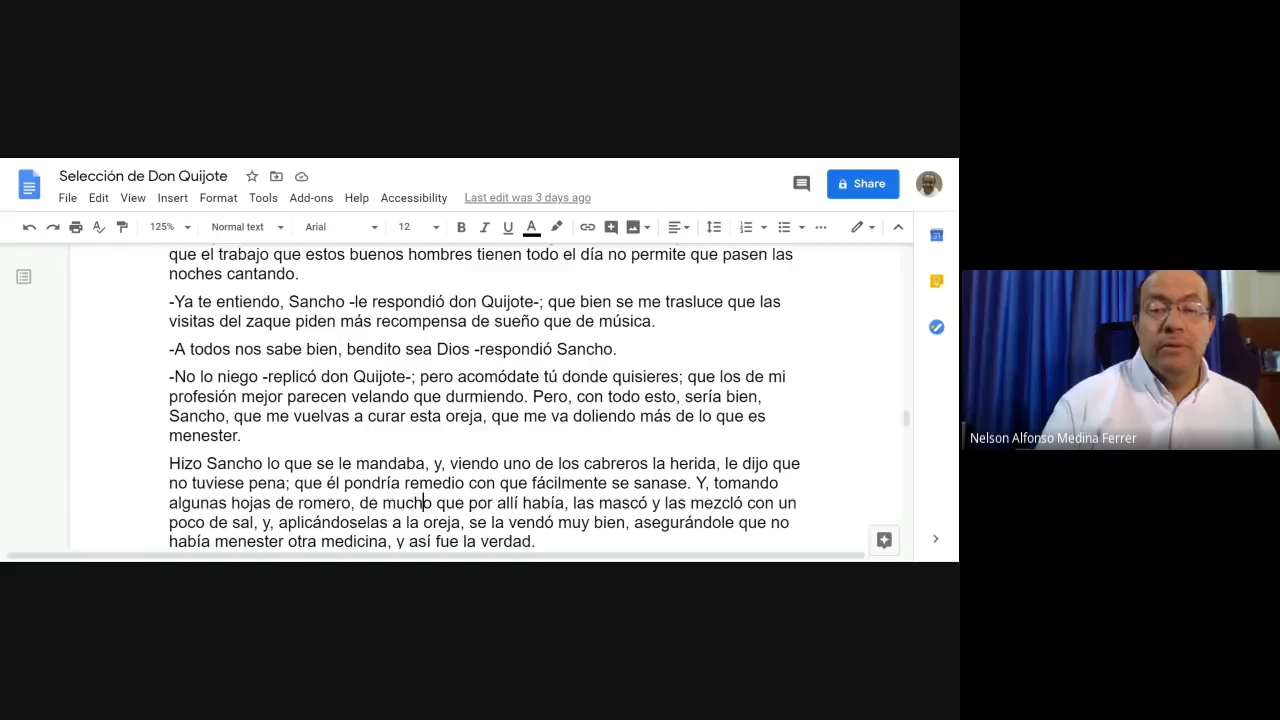 Selección de Don Quijote
File Edit View Insert Format Tools Add-ons Help Accessibility Last edit was 3 days ago
Share
125% Normal text Arial 12 B I U A
31
que el trabajo que estos buenos hombres tienen todo el día no permite que pasen las
noches cantando.
-Ya te entiendo, Sancho -le respondió don Quijote-; que bien se me trasluce que las
visitas del zaque piden más recompensa de sueño que de música.
-A todos nos sabe bien, bendito sea Dios -respondió Sancho.
-No lo niego -replicó don Quijote-; pero acomódate tú donde quisieres; que los de mi
profesión mejor parecen velando que durmiendo. Pero, con todo esto, sería bien,
Sancho, que me vuelvas a curar esta oreja, que me va doliendo más de lo que es
menester.
Hizo Sancho lo que se le mandaba, y, viendo uno de los cabreros la herida, le dijo que
no tuviese pena; que él pondría remedio con que fácilmente se sanase. Y, tomando
algunas hojas de romero, de mucho que por allí había, las mascó y las mezcló con un
poco de sal, y, aplicándoselas a la oreja, se la vendó muy bien, asegurándole que no
había menester otra medicina, y así fue la verdad.
Nelson Alfonso Medina Ferrer